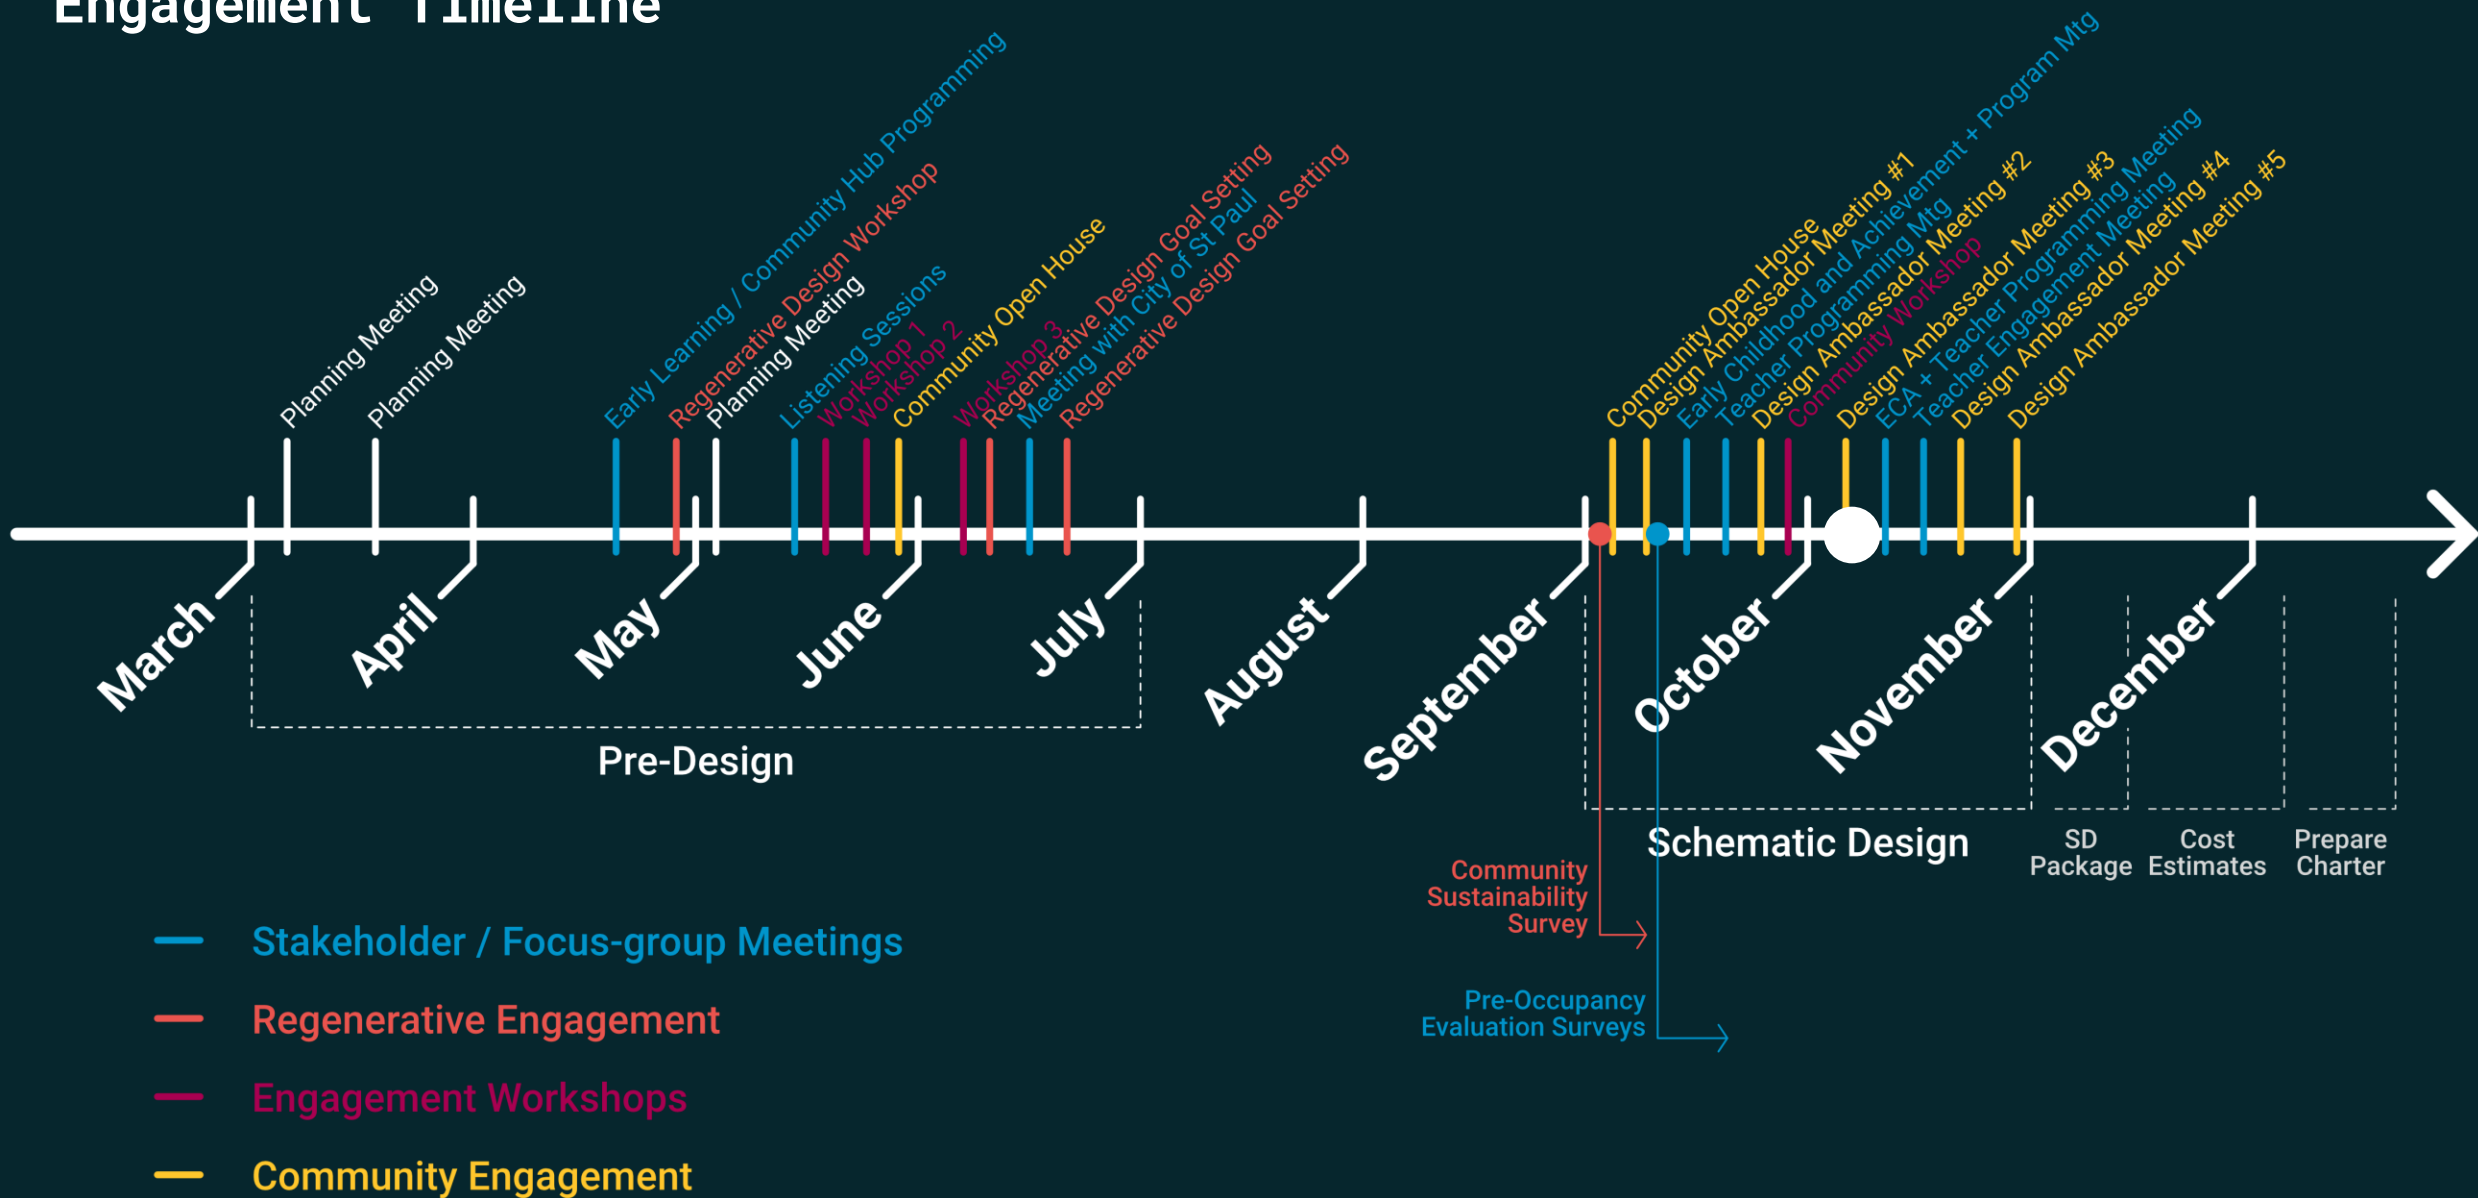 Engagement Timeline
Planning Meeting
Planning Meeting
Early Learning / Community Hub Programming
Regenerative Design Workshop
Planning Meeting
Listening Sessions
Workshop 1
Workshop 2
Community Open House
Workshop 3
Regenerative Design Goal Setting
Meeting with City of St Paul
Regenerative Design Goal Setting
Community Open House
Design Ambassador Meeting #1
Early Childhood and Achievement + Program Mtg
Teacher Programming Mtg
Design Ambassador Meeting #2
Community Workshop
Design Ambassador Meeting #3
ECA + Teacher Programming Meeting
Teacher Engagement Meeting
Design Ambassador Meeting #4
Design Ambassador Meeting #5
March
April
May
June
July
August
September
October
November
December
Pre-Design
Schematic Design
SD
Package
Cost
Estimates
Prepare
Charter
Community
Sustainability
Survey
Pre-Occupancy
Evaluation Surveys
Stakeholder / Focus-group Meetings
Regenerative Engagement
Engagement Workshops
Community Engagement